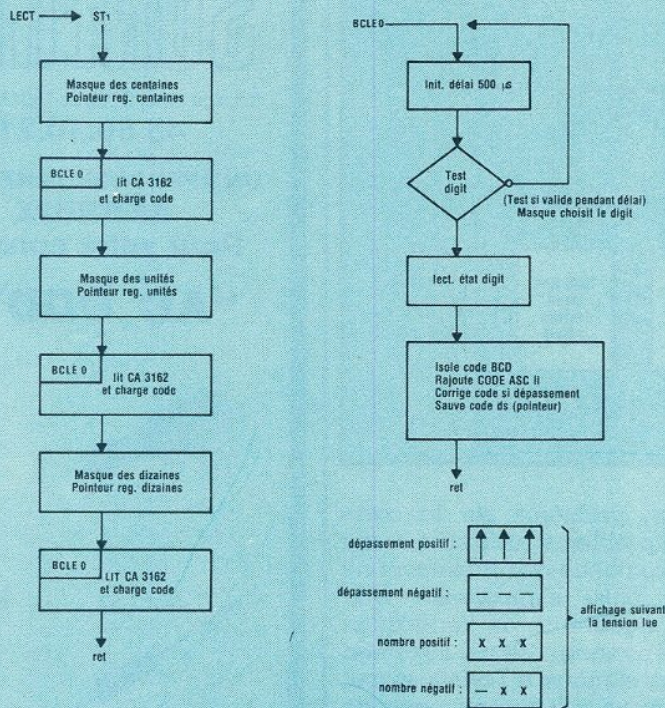 LECT ST1
Masque des centaines
Pointeur reg. centaines
BCLE 0
lit CA 3162
et charge code
Masque des unités
Pointeur reg. unités
BCLE 0
lit CA 3162
et charge code
Masque des dizaines
Pointeur reg. dizaines
BCLE 0
LIT CA 3162
et charge code
ret
BCLE 0
Init. délai 500 µs
Test
digit
(Test si valide pendant délai)
Masque choisit le digit
lect. état digit
Isole code BCD
Rajoute CODE ASC II
Corrige code si dépassement
Sauve code ds (pointeur)
ret
dépassement positif : ↑ ↑ ↑
dépassement négatif : — — —
nombre positif : x x x
nombre négatif : — x x
affichage suivant
la tension lue